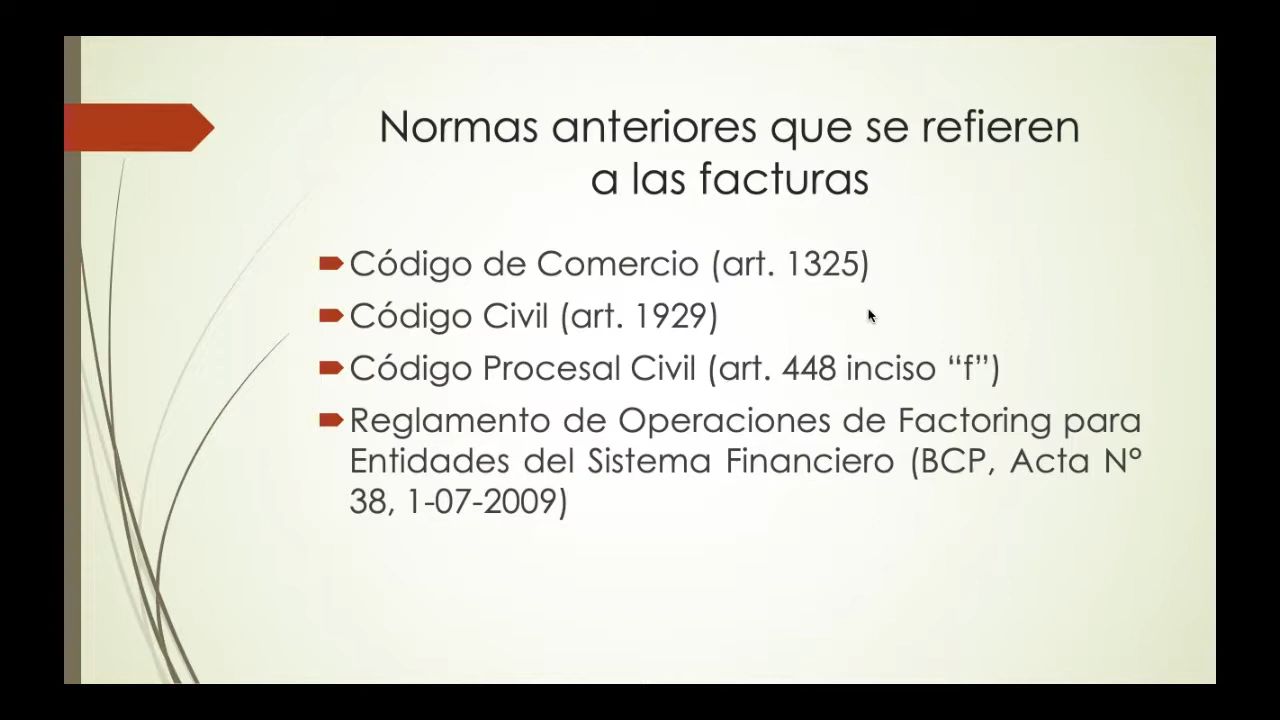 Normas anteriores que se refieren
a las facturas
Código de Comercio (art. 1325)
Código Civil (art. 1929)
Código Procesal Civil (art. 448 inciso “f”)
Reglamento de Operaciones de Factoring para
Entidades del Sistema Financiero (BCP, Acta Nº
38, 1-07-2009)